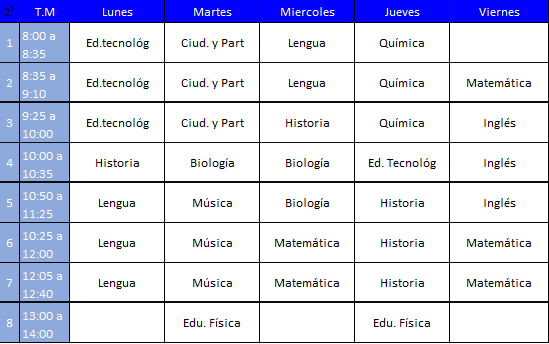 2° T.M Lunes Martes Miercoles Jueves Viernes
1 8:00 a 8:35 Ed.tecnológ Ciud. y Part Lengua Química
2 8:35 a 9:10 Ed.tecnológ Ciud. y Part Lengua Química Matemática
3 9:25 a 10:00 Ed.tecnológ Ciud. y Part Historia Química Inglés
4 10:00 a 10:35 Historia Biología Biología Ed. Tecnológ Inglés
5 10:50 a 11:25 Lengua Música Biología Historia Inglés
6 10:25 a 12:00 Lengua Música Matemática Historia Matemática
7 12:05 a 12:40 Lengua Música Matemática Historia Matemática
8 13:00 a 14:00 Edu. Física Edu. Física